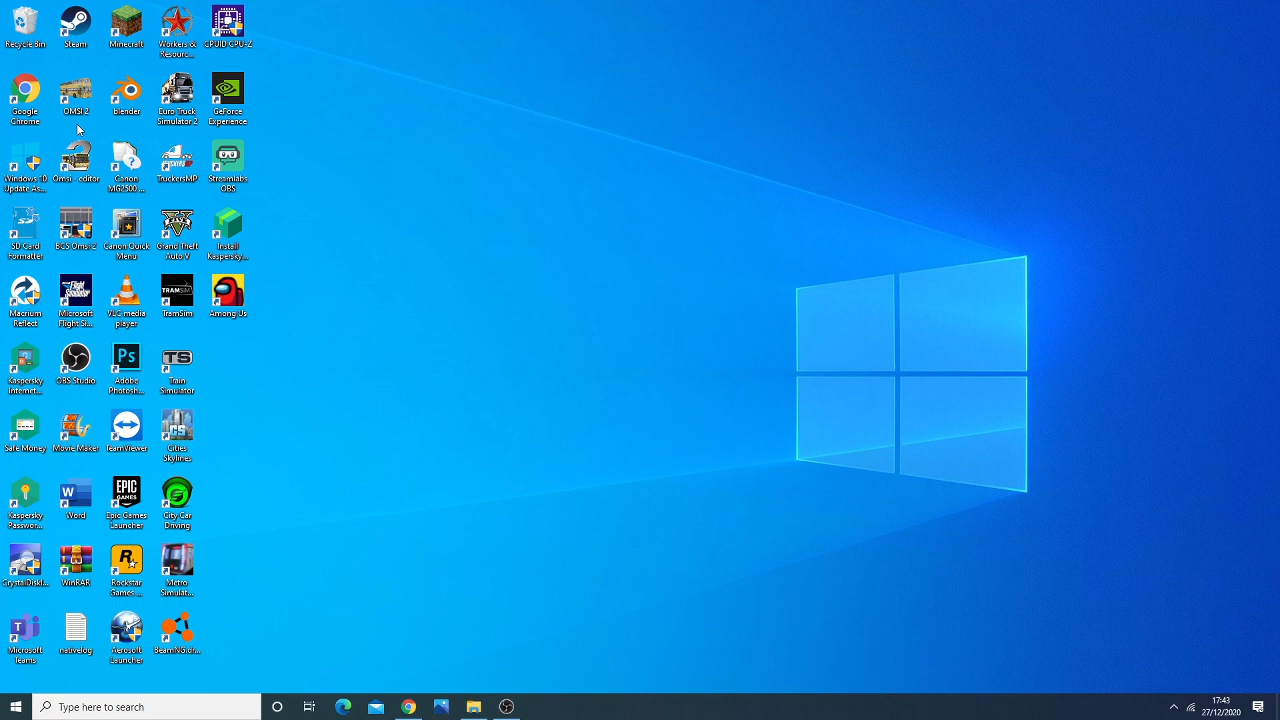 Recycle Bin
Steam
Minecraft
Workers &
Resourc...
CPUID CPU-Z
Google
Chrome
OMSI 2
blender
Euro Truck
Simulator 2
GeForce
Experience
Windows 10
Update As...
Omsi - editor
Canon
MG2500 ...
TruckersMP
Streamlabs
OBS
SD Card
Formatter
BCS Omsi 2
Canon Quick
Menu
Grand Theft
Auto V
Install
Kaspersky...
Macrium
Reflect
Microsoft
Flight Si...
VLC media
player
TRAMSIM
TramSim
Among Us
Kaspersky
Internet...
OBS Studio
Ps
Adobe
Photosh...
TS
Train
Simulator
Safe Money
Movie Maker
TeamViewer
Cities
Skylines
Kaspersky
Passwor...
Word
EPIC
GAMES
Epic Games
Launcher
City Car
Driving
CrystalDiskI...
WinRAR
Rockstar
Games ...
Metro
Simulat...
Microsoft
Teams
nativelog
Aerosoft
Launcher
BeamNG.dr...
Type here to search
17:43
27/12/2020